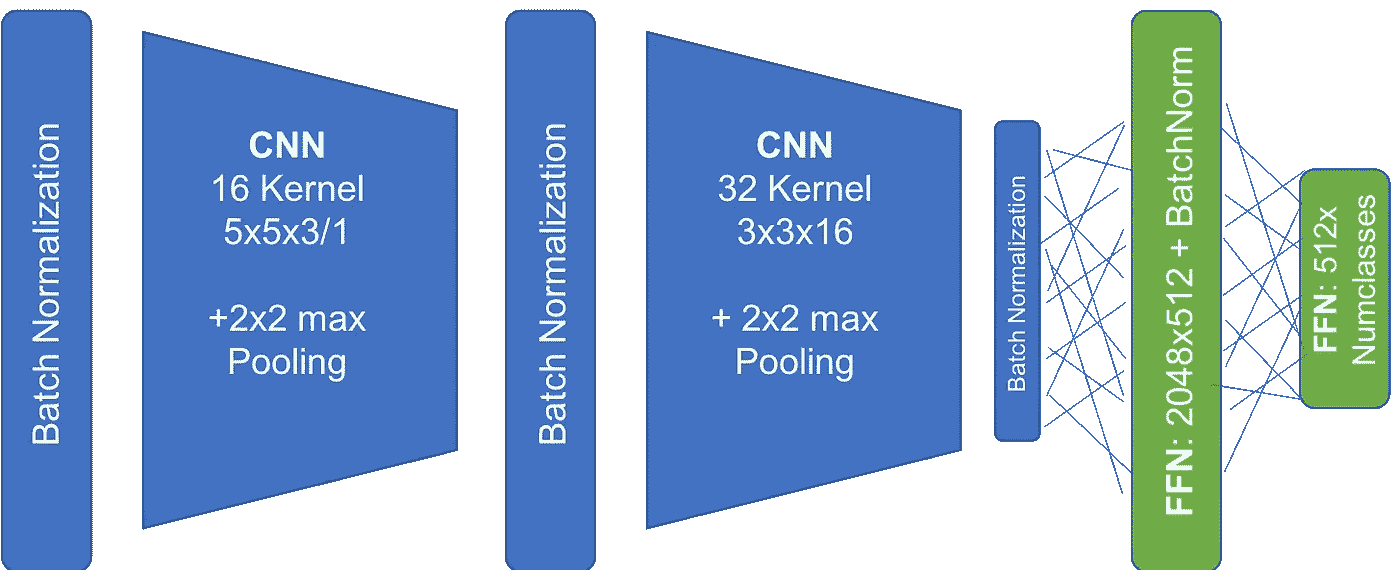 Batch Normalization
CNN
16 Kernel
5x5x3/1
+2x2 max
Pooling
Batch Normalization
CNN
32 Kernel
3x3x16
+ 2x2 max
Pooling
Batch Normalization
FFN: 2048x512 + BatchNorm
FFN: 512x
Numclasses